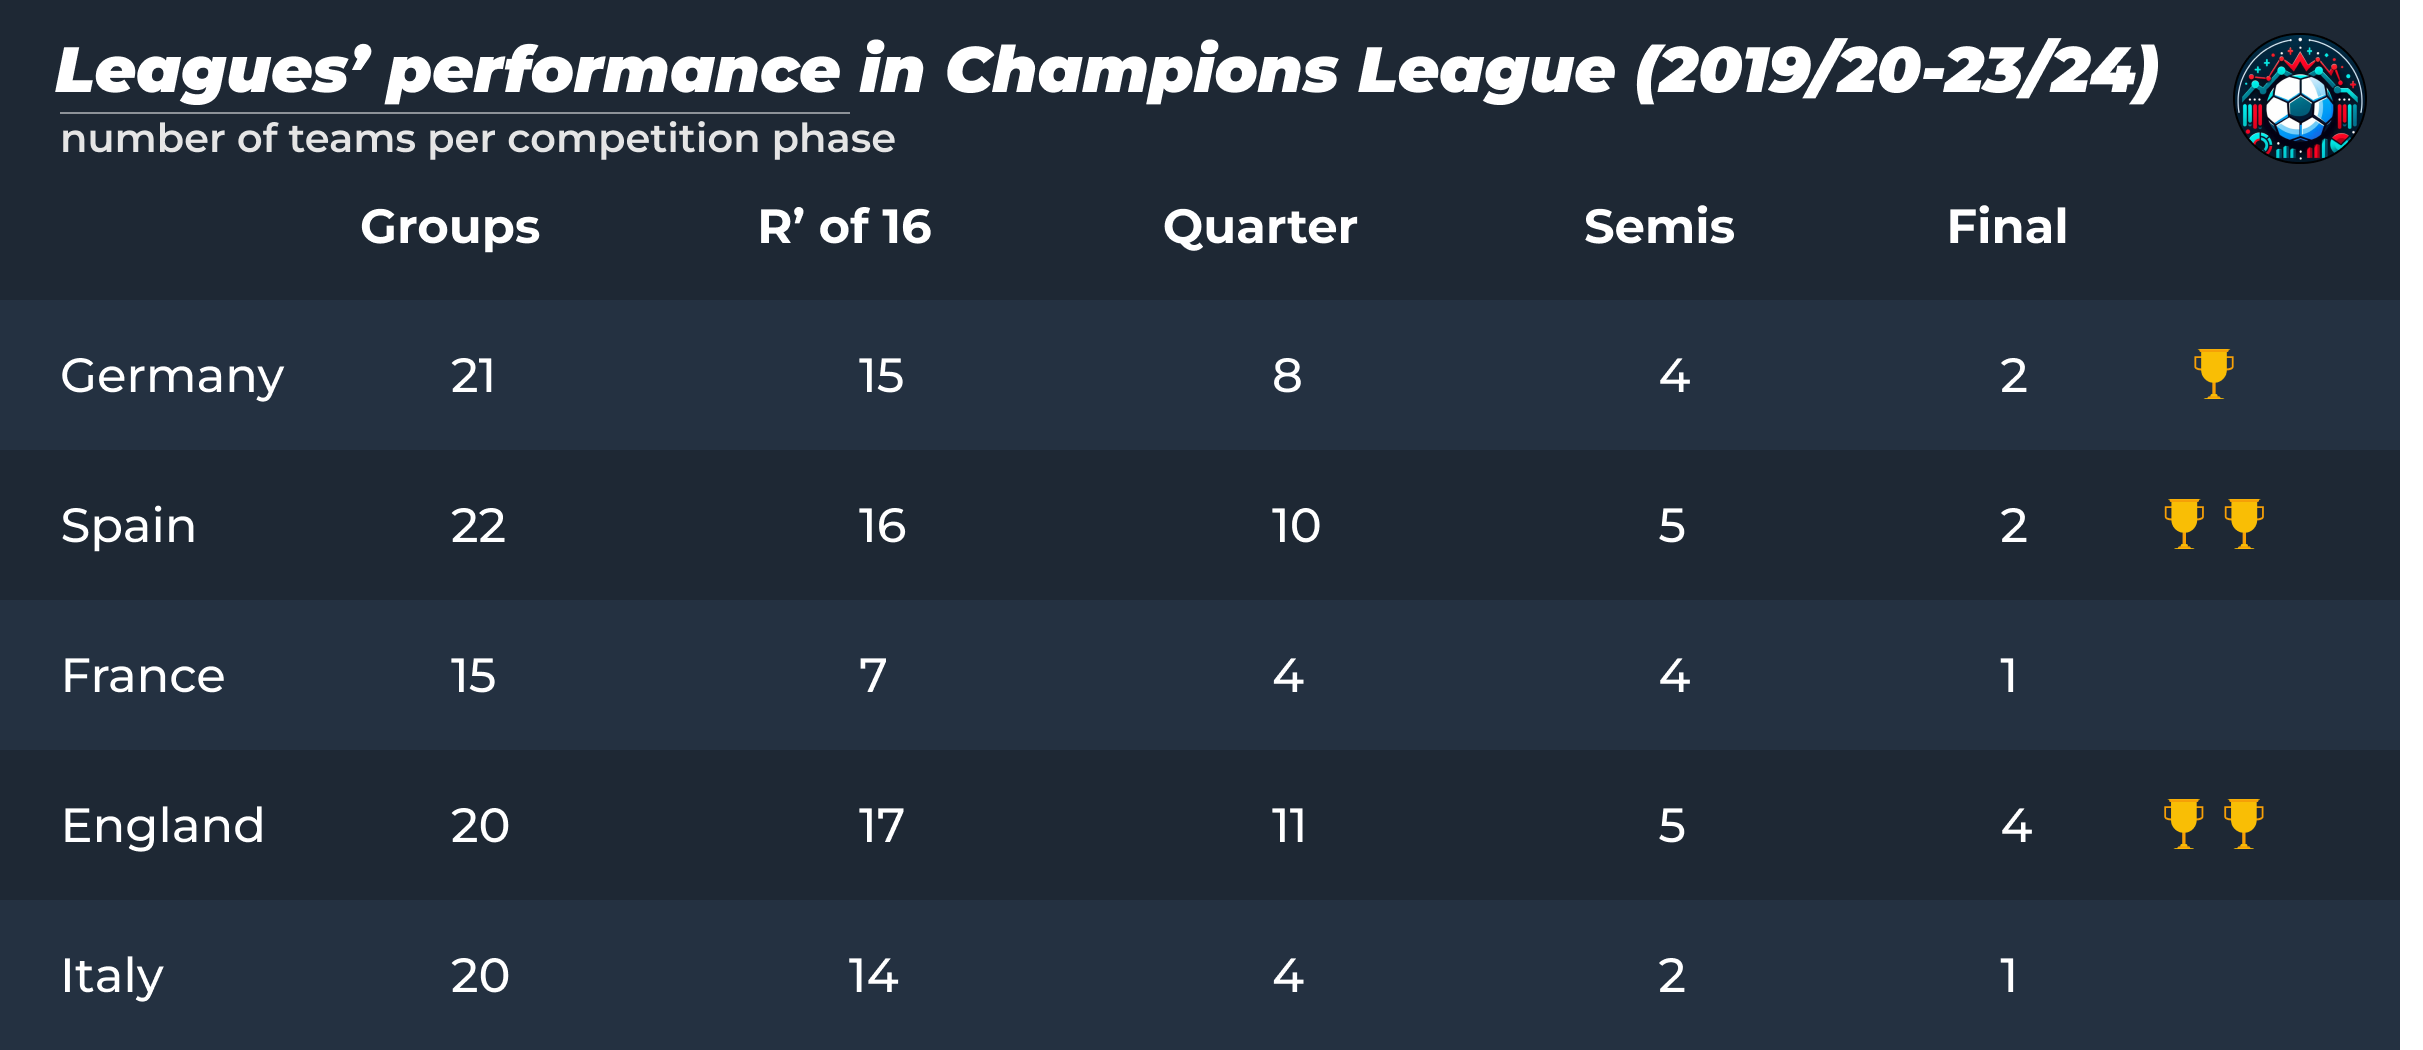 Leagues’ performance in Champions League (2019/20-23/24)
number of teams per competition phase
Groups R’ of 16 Quarter Semis Final
Germany 21 15 8 4 2
Spain 22 16 10 5 2
France 15 7 4 4 1
England 20 17 11 5 4
Italy 20 14 4 2 1